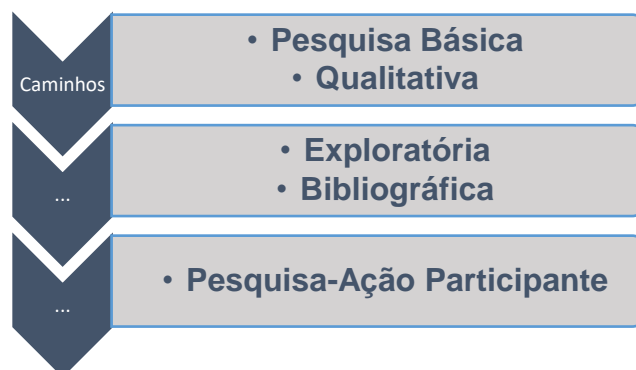 Caminhos
• Pesquisa Básica
• Qualitativa
...
• Exploratória
• Bibliográfica
...
• Pesquisa-Ação Participante